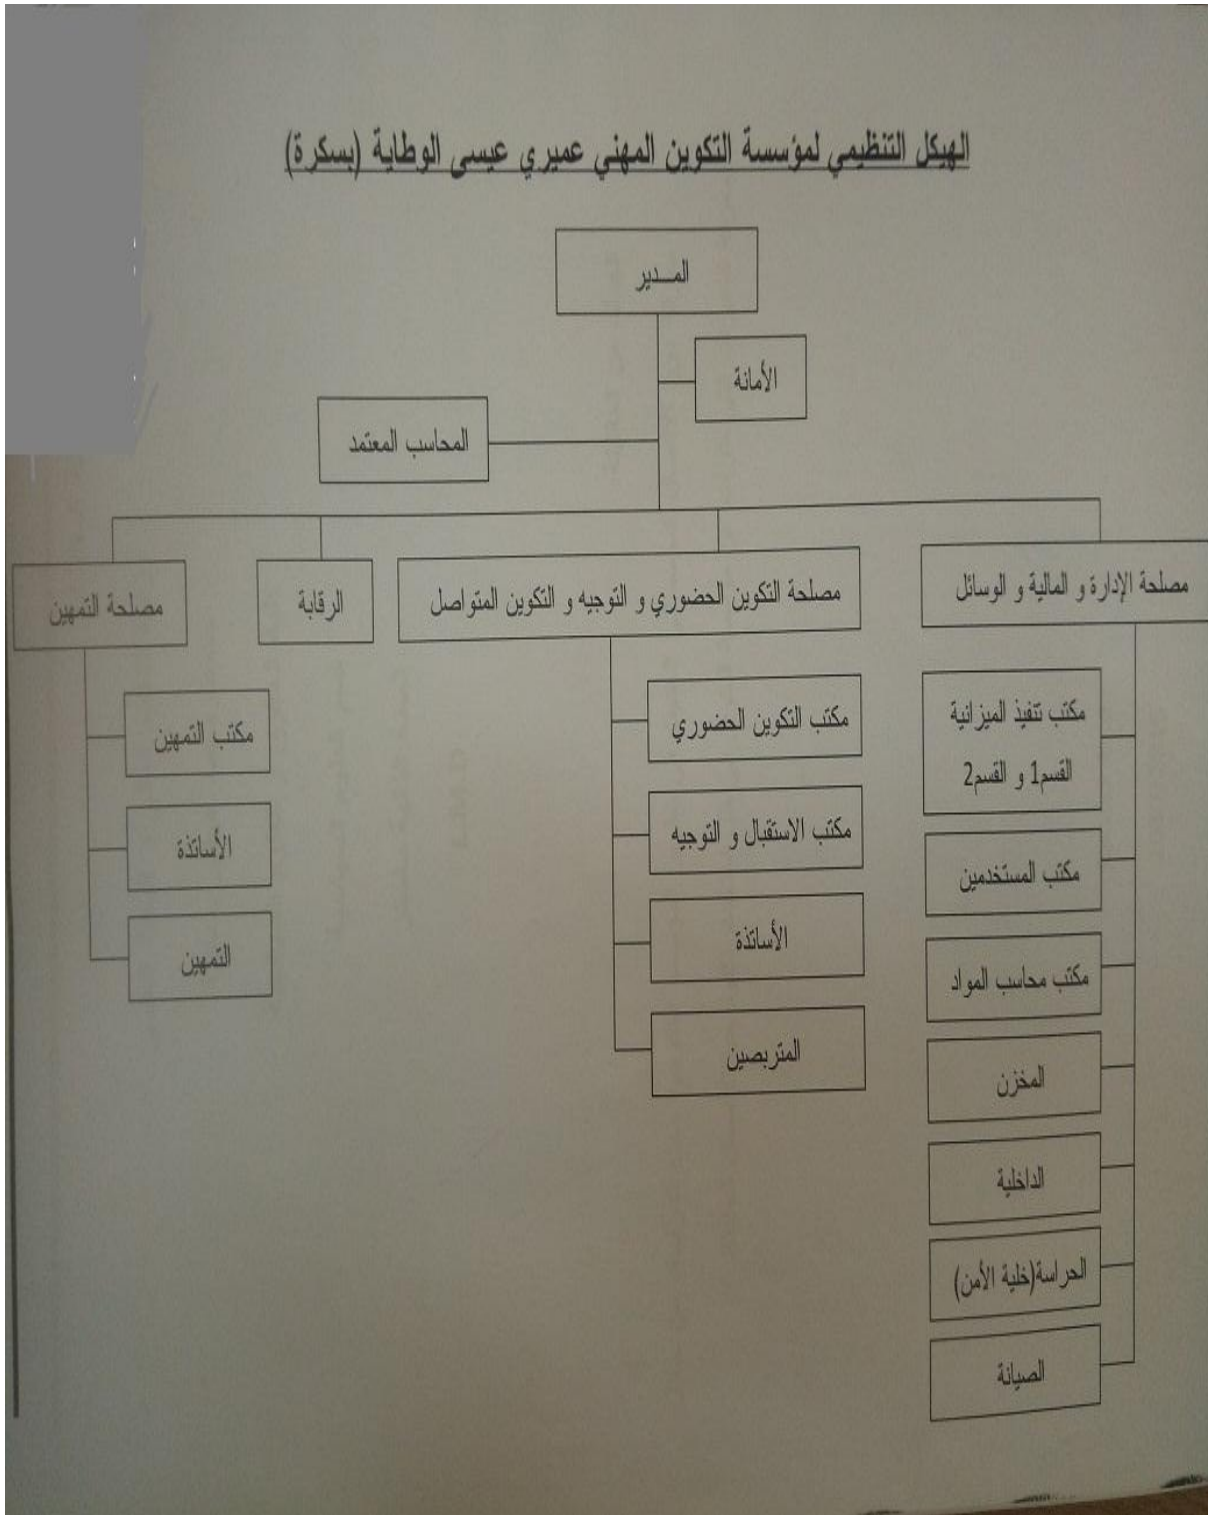 الهيكل التنظيمي لمؤسسة التكوين المهني عميري عيسى الوطاية (بسكرة)
المـــدير
الأمانة
المحاسب المعتمد
مصلحة الإدارة و المالية و الوسائل
مكتب تنفيذ الميزانية
القسم1 و القسم2
مكتب المستخدمين
مكتب محاسب المواد
المخزن
الداخلية
الحراسة(خلية الأمن)
الصيانة
مصلحة التكوين الحضوري و التوجيه و التكوين المتواصل
مكتب التكوين الحضوري
مكتب الاستقبال و التوجيه
الأساتذة
المتربصين
الرقابة
مصلحة التمهين
مكتب التمهين
الأساتذة
التمهين